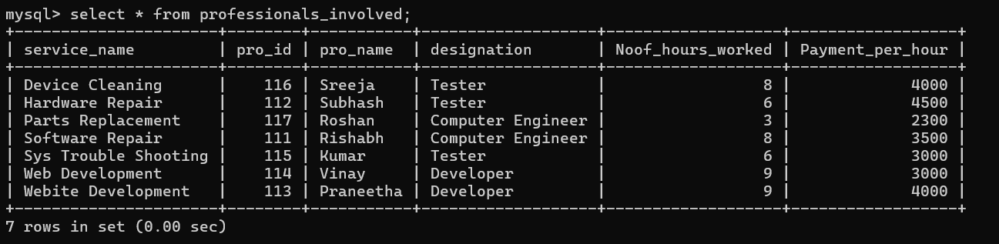 mysql> select * from professionals_involved;
+----------------------+--------+-----------+-------------------+-------------------+------------------+
| service_name         | pro_id | pro_name  | designation       | Noof_hours_worked | Payment_per_hour |
+----------------------+--------+-----------+-------------------+-------------------+------------------+
| Device Cleaning      |    116 | Sreeja    | Tester            |                 8 |             4000 |
| Hardware Repair      |    112 | Subhash   | Tester            |                 6 |             4500 |
| Parts Replacement    |    117 | Roshan    | Computer Engineer |                 3 |             2300 |
| Software Repair      |    111 | Rishabh   | Computer Engineer |                 8 |             3500 |
| Sys Trouble Shooting |    115 | Kumar     | Tester            |                 6 |             3000 |
| Web Development      |    114 | Vinay     | Developer         |                 9 |             3000 |
| Webite Development   |    113 | Praneetha | Developer         |                 9 |             4000 |
+----------------------+--------+-----------+-------------------+-------------------+------------------+
7 rows in set (0.00 sec)